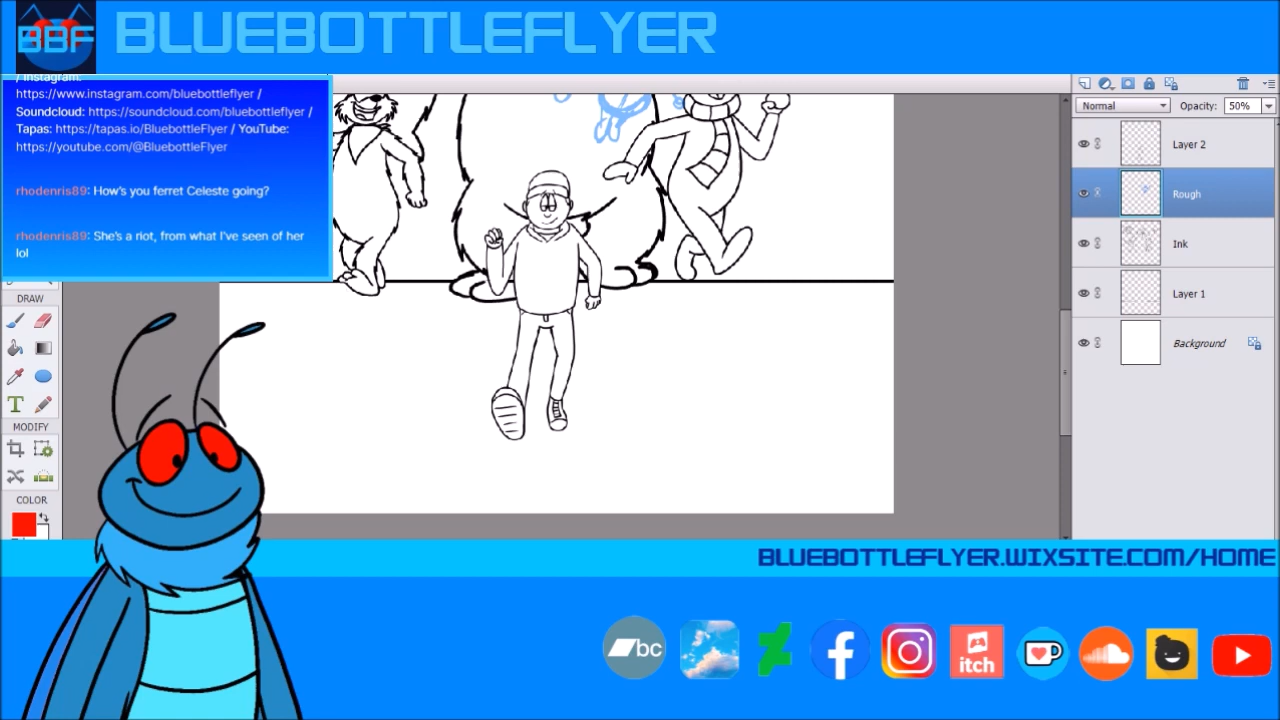 BBF
BLUEBOTTLEFLYER
/ Instagram:
https://www.instagram.com/bluebottleflyer /
Soundcloud: https://soundcloud.com/bluebottleflyer /
Tapas: https://tapas.io/BluebottleFlyer / YouTube:
https://youtube.com/@BluebottleFlyer
rhodenris89: How's you ferret Celeste going?
rhodenris89: She's a riot, from what I've seen of her
lol
Normal
Opacity: 50%
Layer 2
Rough
Ink
Layer 1
Background
DRAW
T
MODIFY
COLOR
BLUEBOTTLEFLYER.WIXSITE.COM/HOME
bc
itch